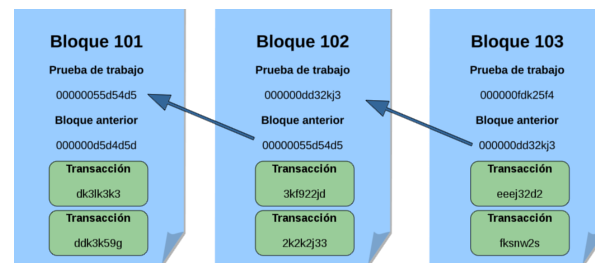 Bloque 101
Prueba de trabajo
00000055d54d5
Bloque anterior
000000d5d4d5d
Transacción
dk3lk3k3
Transacción
ddk3k59g
Bloque 102
Prueba de trabajo
000000dd32kj3
Bloque anterior
00000055d54d5
Transacción
3kf922jd
Transacción
2k2k2j33
Bloque 103
Prueba de trabajo
000000fdk25f4
Bloque anterior
000000dd32kj3
Transacción
eeej32d2
Transacción
fksnw2s